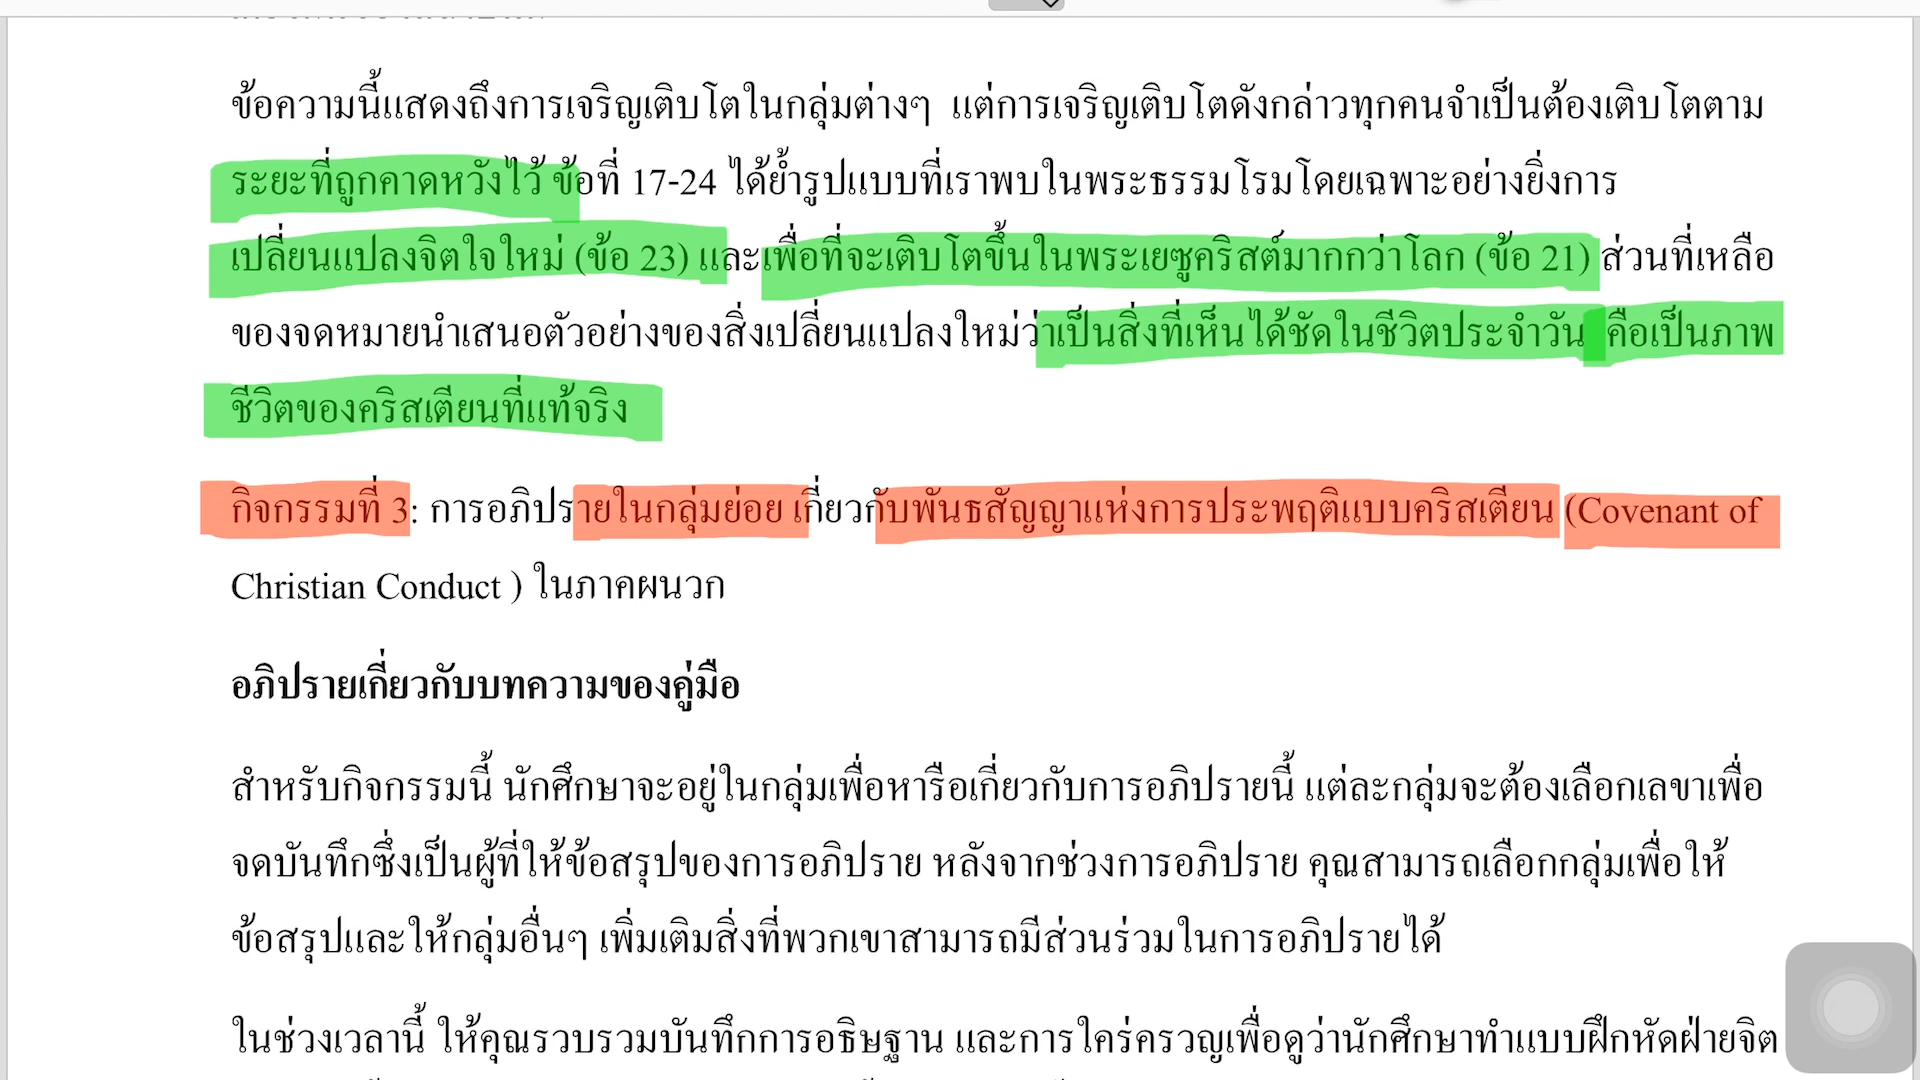 ข้อความนี้แสดงถึงการเจริญเติบโตในกลุ่มต่างๆ แต่การเจริญเติบโตดังกล่าวทุกคนจำเป็นต้องเติบโตตาม
ระยะที่ถูกคาดหวังไว้ ข้อที่ 17-24 ได้ย้ำรูปแบบที่เราพบในพระธรรมโรมโดยเฉพาะอย่างยิ่งการ
เปลี่ยนแปลงจิตใจใหม่ (ข้อ 23) และเพื่อที่จะเติบโตขึ้นในพระเยซูคริสต์มากกว่าโลก (ข้อ 21) ส่วนที่เหลือ
ของจดหมายนำเสนอตัวอย่างของสิ่งเปลี่ยนแปลงใหม่ว่าเป็นสิ่งที่เห็นได้ชัดในชีวิตประจำวัน คือเป็นภาพ
ชีวิตของคริสเตียนที่แท้จริง
กิจกรรมที่ 3: การอภิปรายในกลุ่มย่อย เกี่ยวกับพันธสัญญาแห่งการประพฤติแบบคริสเตียน (Covenant of
Christian Conduct ) ในภาคผนวก
อภิปรายเกี่ยวกับบทความของคู่มือ
สำหรับกิจกรรมนี้ นักศึกษาจะอยู่ในกลุ่มเพื่อหารือเกี่ยวกับการอภิปรายนี้ แต่ละกลุ่มจะต้องเลือกเลขาเพื่อ
จดบันทึกซึ่งเป็นผู้ที่ให้ข้อสรุปของการอภิปราย หลังจากช่วงการอภิปราย คุณสามารถเลือกกลุ่มเพื่อให้
ข้อสรุปและให้กลุ่มอื่นๆ เพิ่มเติมสิ่งที่พวกเขาสามารถมีส่วนร่วมในการอภิปรายได้
ในช่วงเวลานี้ ให้คุณรวบรวมบันทึกการอธิษฐาน และการใคร่ครวญเพื่อดูว่านักศึกษาทำแบบฝึกหัดฝ่ายจิต